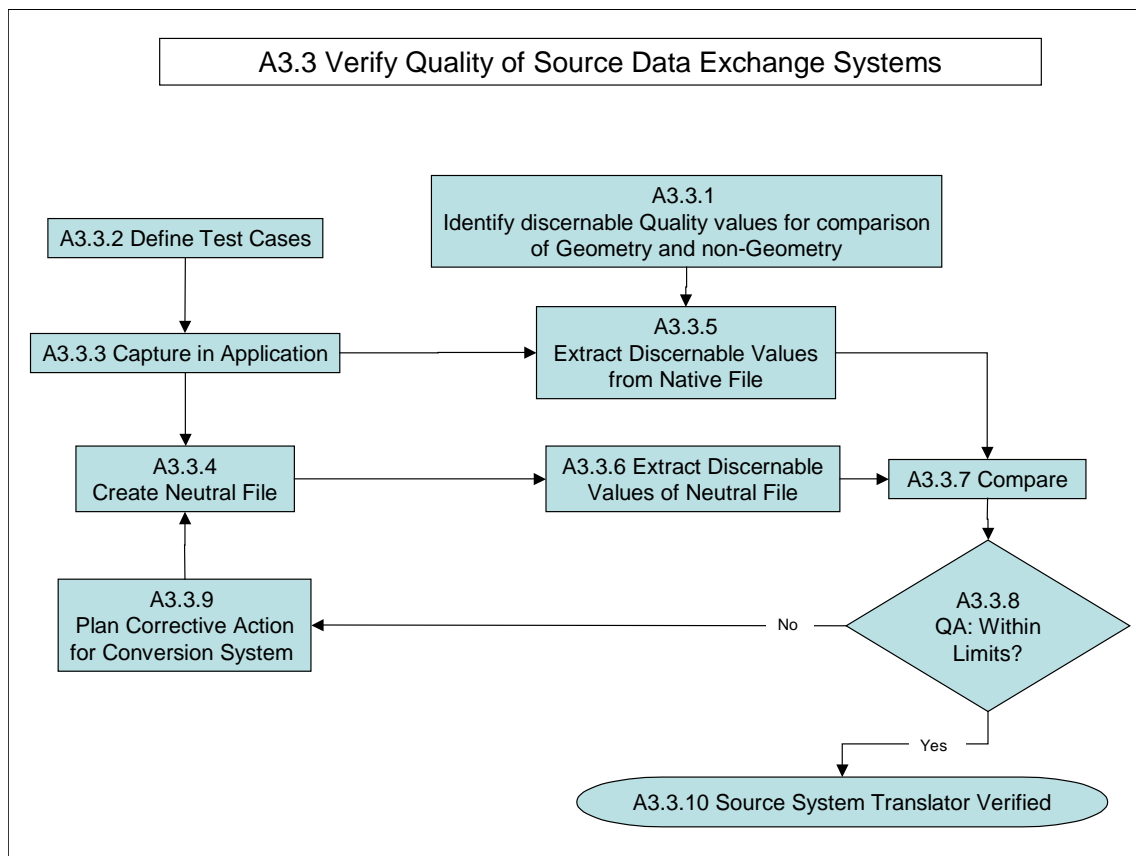 A3.3 Verify Quality of Source Data Exchange Systems
A3.3.1
Identify discernable Quality values for comparison
of Geometry and non-Geometry
A3.3.2 Define Test Cases
A3.3.3 Capture in Application
A3.3.5
Extract Discernable Values
from Native File
A3.3.4
Create Neutral File
A3.3.6 Extract Discernable
Values of Neutral File
A3.3.7 Compare
A3.3.9
Plan Corrective Action
for Conversion System
No
A3.3.8
QA: Within
Limits?
Yes
A3.3.10 Source System Translator Verified